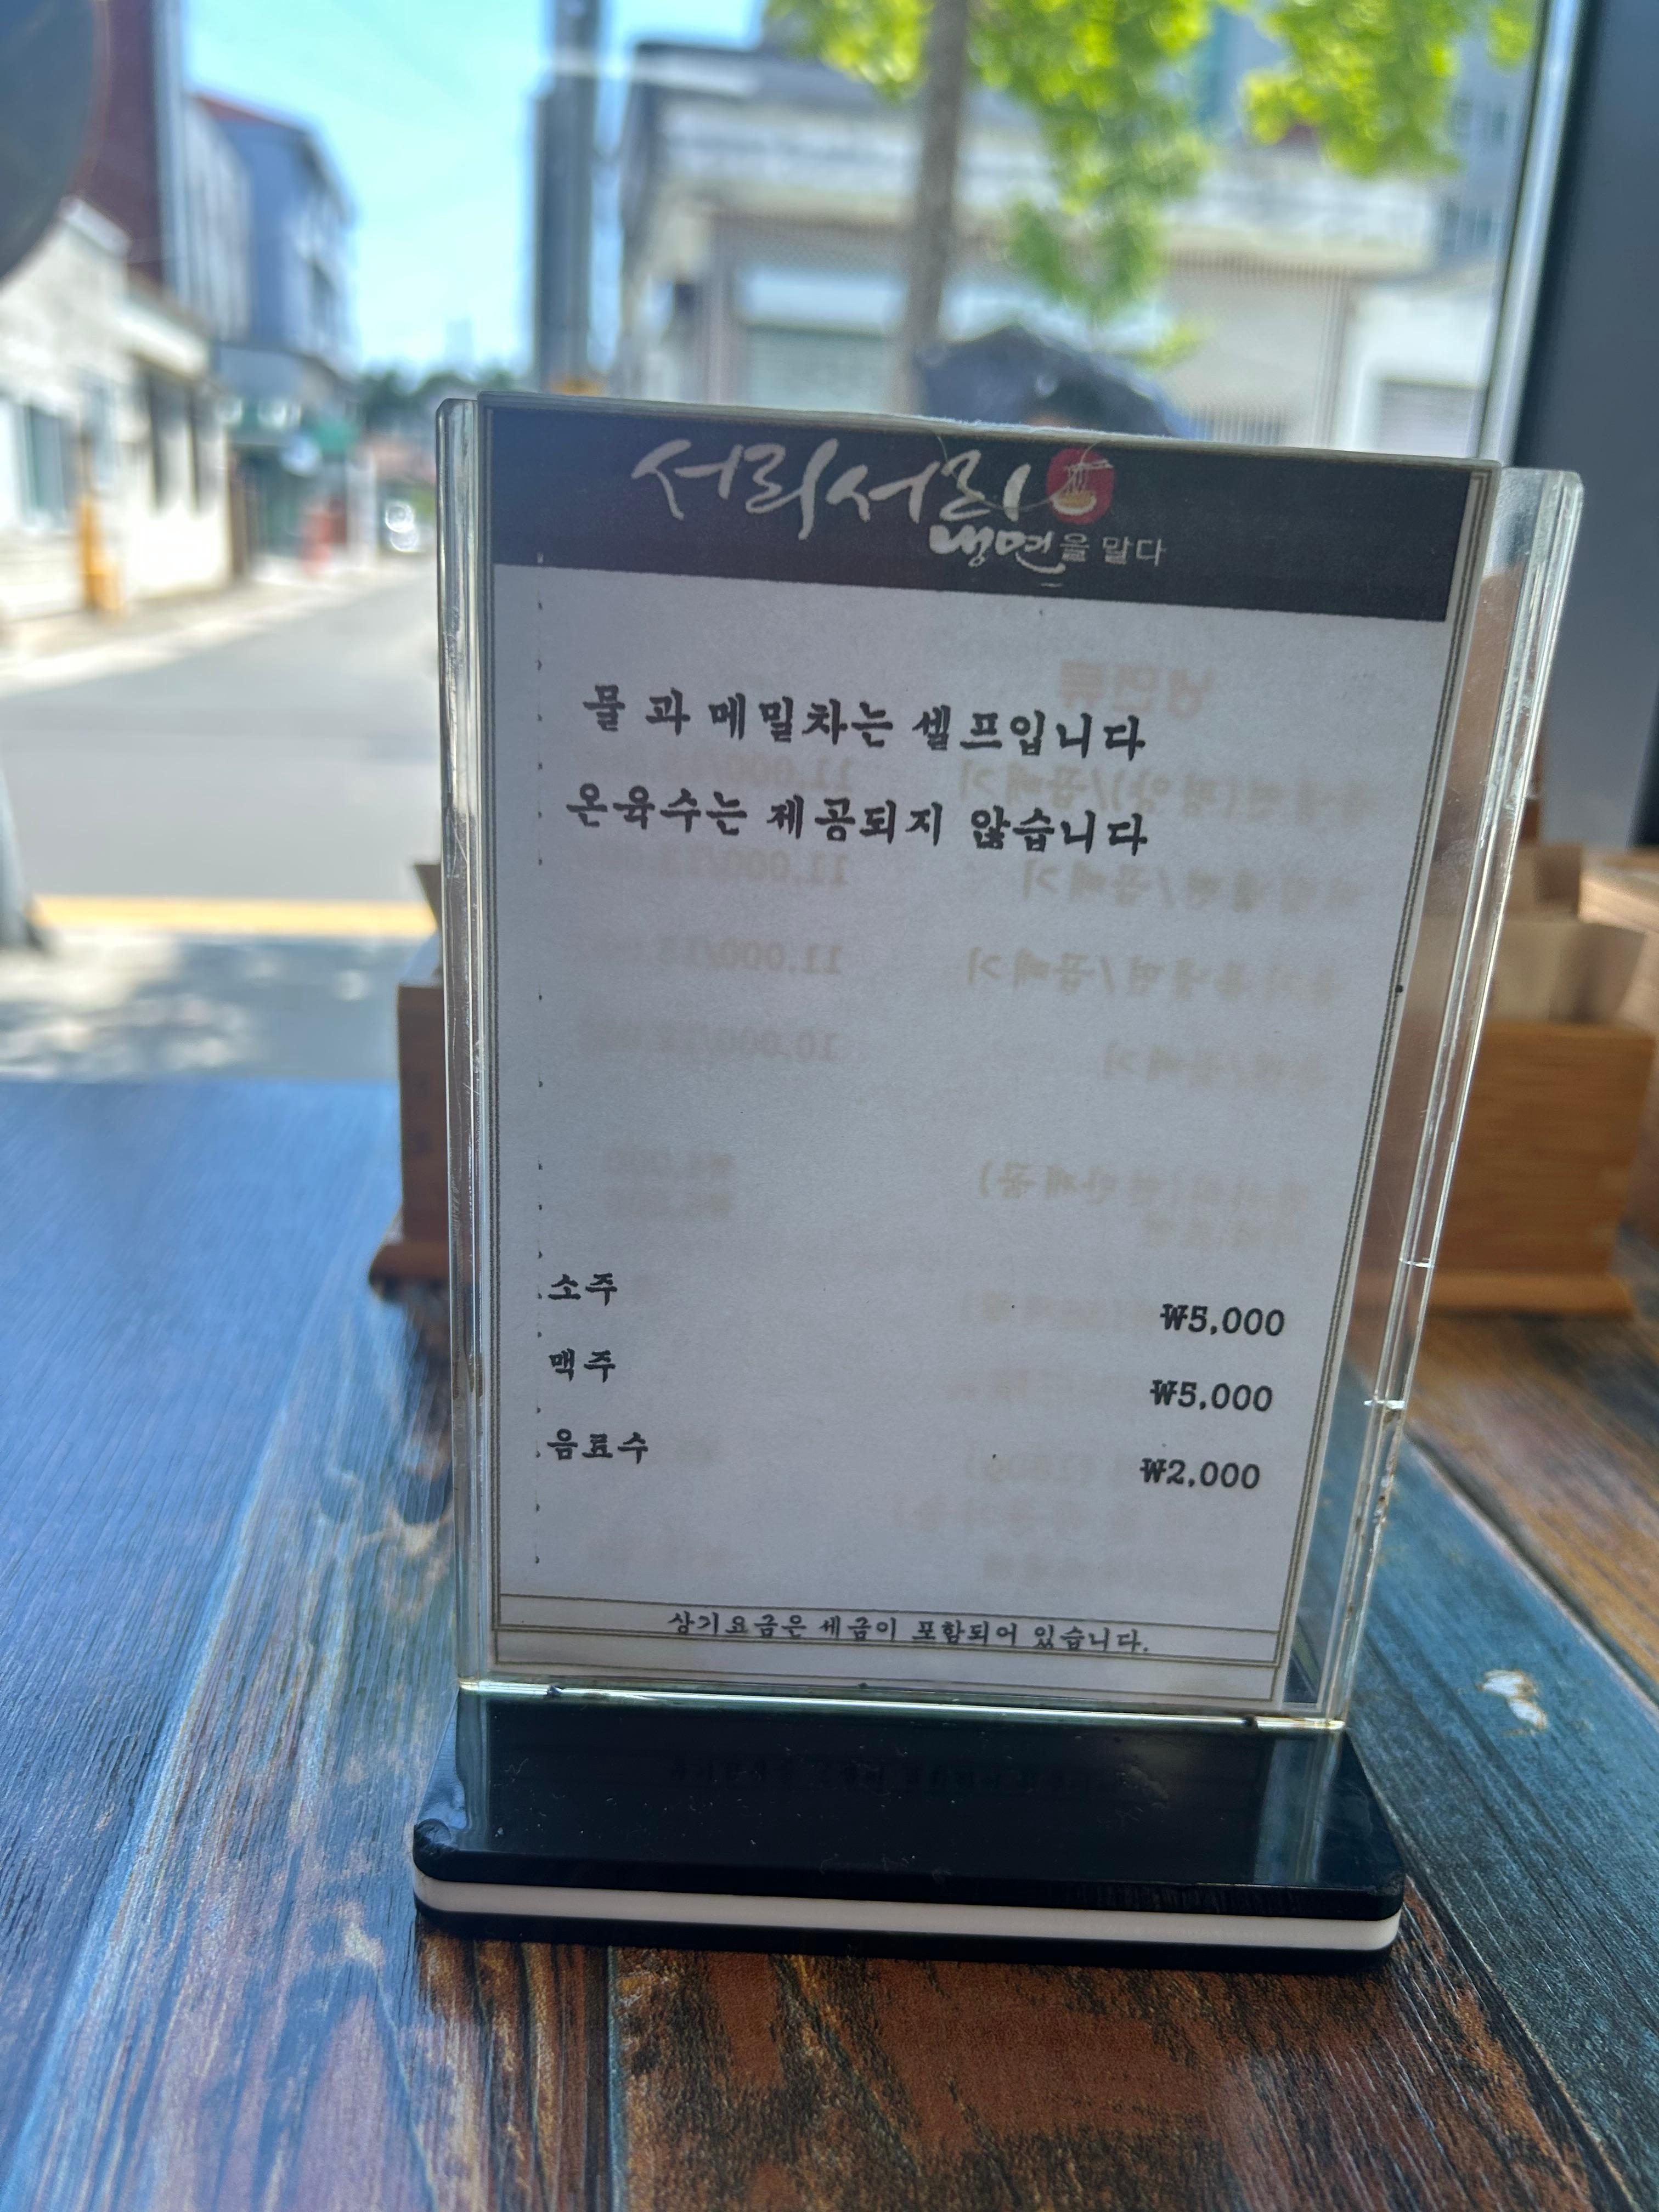 서리서리
냉면을 말다
물 과 메밀차는 셀프입니다
온육수는 제공되지 않습니다
소주 ₩5,000
맥주 ₩5,000
음료수 ₩2,000
상기요금은 세금이 포함되어 있습니다.